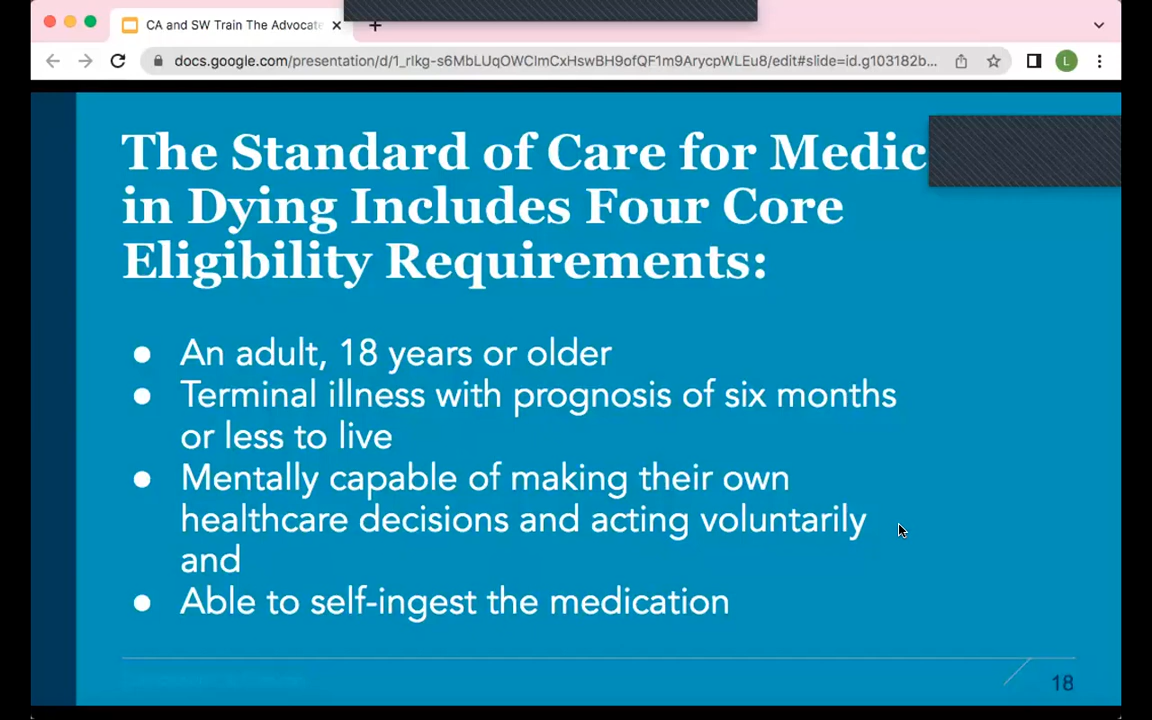 CA and SW Train The Advocate
docs.google.com/presentation/d/1_rIkg-s6MbLUqOWCImCxHswBH9ofQF1m9ArycpWLEu8/edit#slide=id.g103182b...
L
The Standard of Care for Medic
in Dying Includes Four Core
Eligibility Requirements:
● An adult, 18 years or older
● Terminal illness with prognosis of six months
or less to live
● Mentally capable of making their own
healthcare decisions and acting voluntarily
and
● Able to self-ingest the medication
18